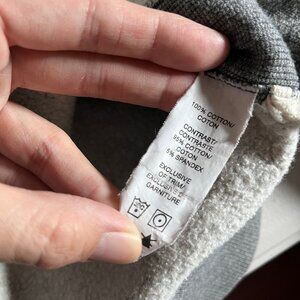 100% COTTON/
COTON
CONTRAST/
CONTRASTE
95% COTTON/
COTON
5% SPANDEX
EXCLUSIVE
OF TRIM/
EXCLUSIF DE
GARNITURE